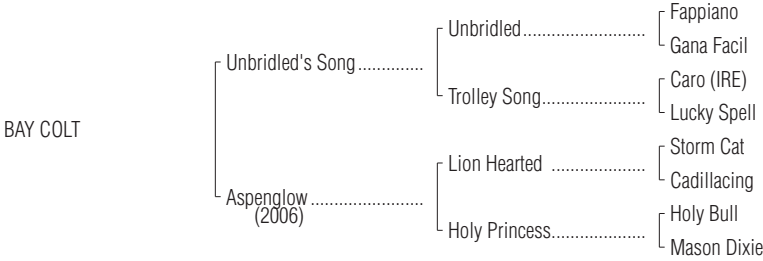 Fappiano
Unbridled..............................
Gana Facil
Unbridled's Song..............
Caro (IRE)
Trolley Song.........................
Lucky Spell
BAY COLT
Storm Cat
Lion Hearted ......................
Cadillacing
Aspenglow ..........................
(2006)
Holy Bull
Holy Princess......................
Mason Dixie